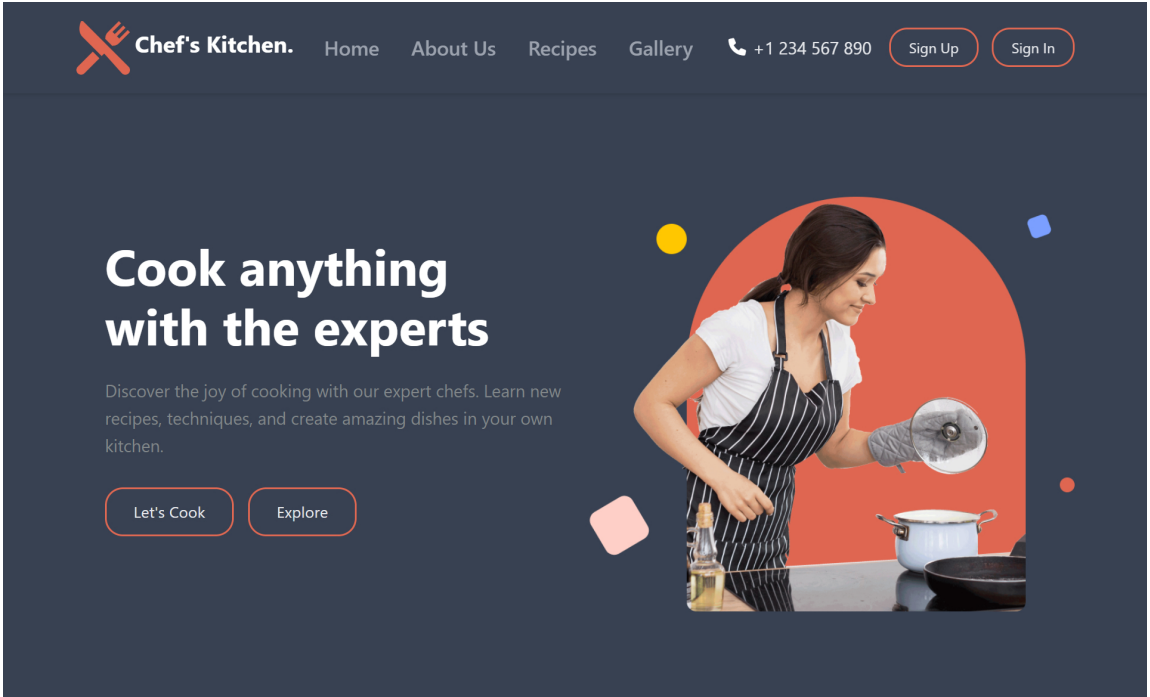 Chef's Kitchen. Home About Us Recipes Gallery +1 234 567 890 Sign Up Sign In
Cook anything
with the experts
Discover the joy of cooking with our expert chefs. Learn new
recipes, techniques, and create amazing dishes in your own
kitchen.
Let's Cook Explore